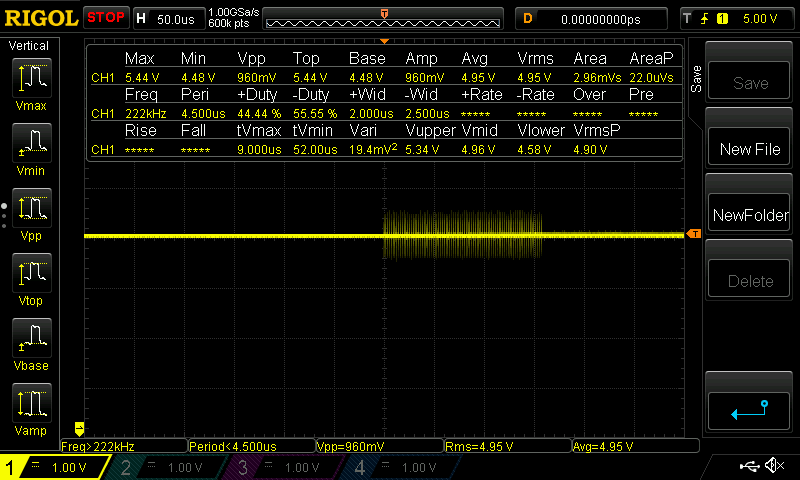 RIGOL STOP H 50.0us 1.00GSa/s 600k pts T D 0.00000000ps T 1 5.00 V
Vertical
Vmax
Vmin
Vpp
Vtop
Vbase
Vamp
Max Min Vpp Top Base Amp Avg Vrms Area AreaP
CH1 5.44 V 4.48 V 960mV 5.44 V 4.48 V 960mV 4.95 V 4.95 V 2.96mVs 22.0uVs
Freq Peri +Duty -Duty +Wid -Wid +Rate -Rate Over Pre
CH1 222kHz 4.500us 44.44 % 55.55 % 2.000us 2.500us ***** ***** ***** *****
Rise Fall tVmax tVmin Vari Vupper Vmid Vlower VrmsP
CH1 ***** ***** 9.000us 52.00us 19.4mV² 5.34 V 4.96 V 4.58 V 4.90 V
T
Save
Save
New File
NewFolder
Delete
Freq>222kHz Period<4.500us Vpp=960mV Rms=4.95 V Avg=4.95 V
1 1.00 V 2 1.00 V 3 1.00 V 4 1.00 V